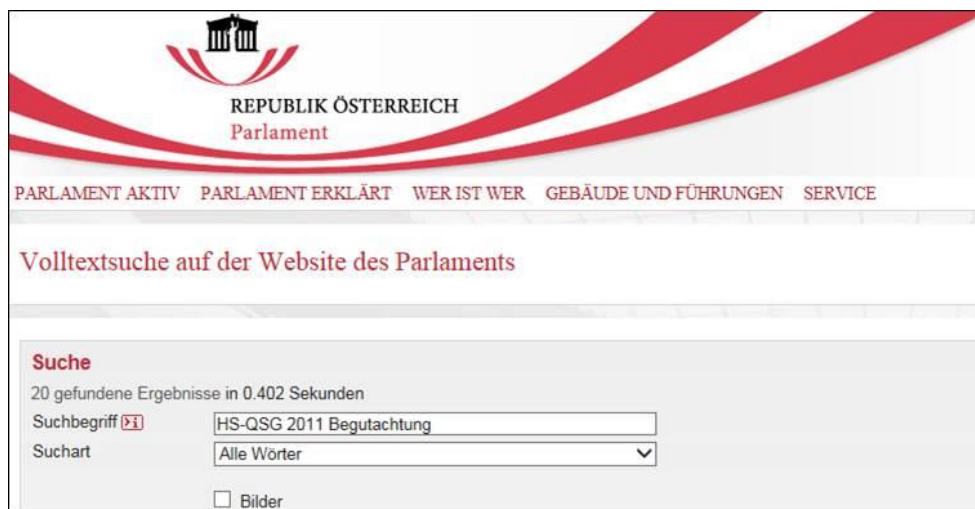 REPUBLIK ÖSTERREICH
Parlament
PARLAMENT AKTIV PARLAMENT ERKLÄRT WER IST WER GEBÄUDE UND FÜHRUNGEN SERVICE
Volltextsuche auf der Website des Parlaments
Suche
20 gefundene Ergebnisse in 0.402 Sekunden
Suchbegriff HS-QSG 2011 Begutachtung
Suchart Alle Wörter
Bilder